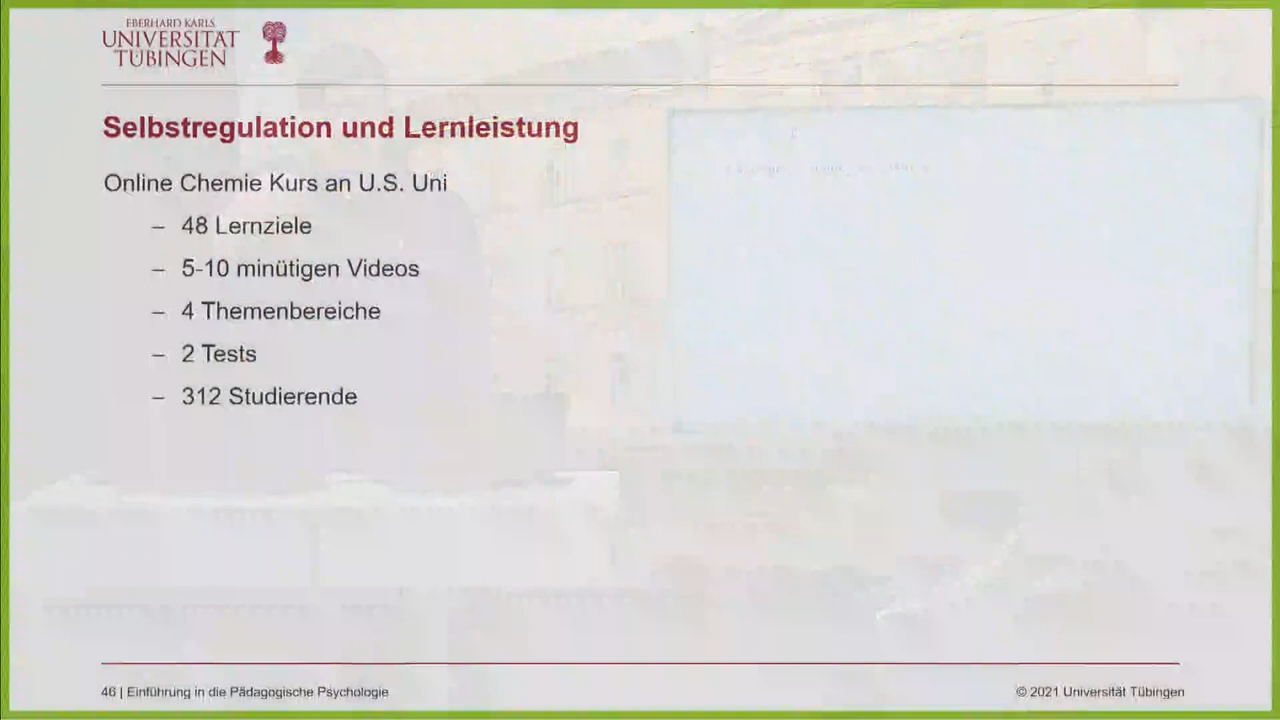 EBERHARD KARLS
UNIVERSITÄT
TÜBINGEN
Selbstregulation und Lernleistung
Online Chemie Kurs an U.S. Uni
– 48 Lernziele
– 5-10 minütigen Videos
– 4 Themenbereiche
– 2 Tests
– 312 Studierende
46 | Einführung in die Pädagogische Psychologie
© 2021 Universität Tübingen